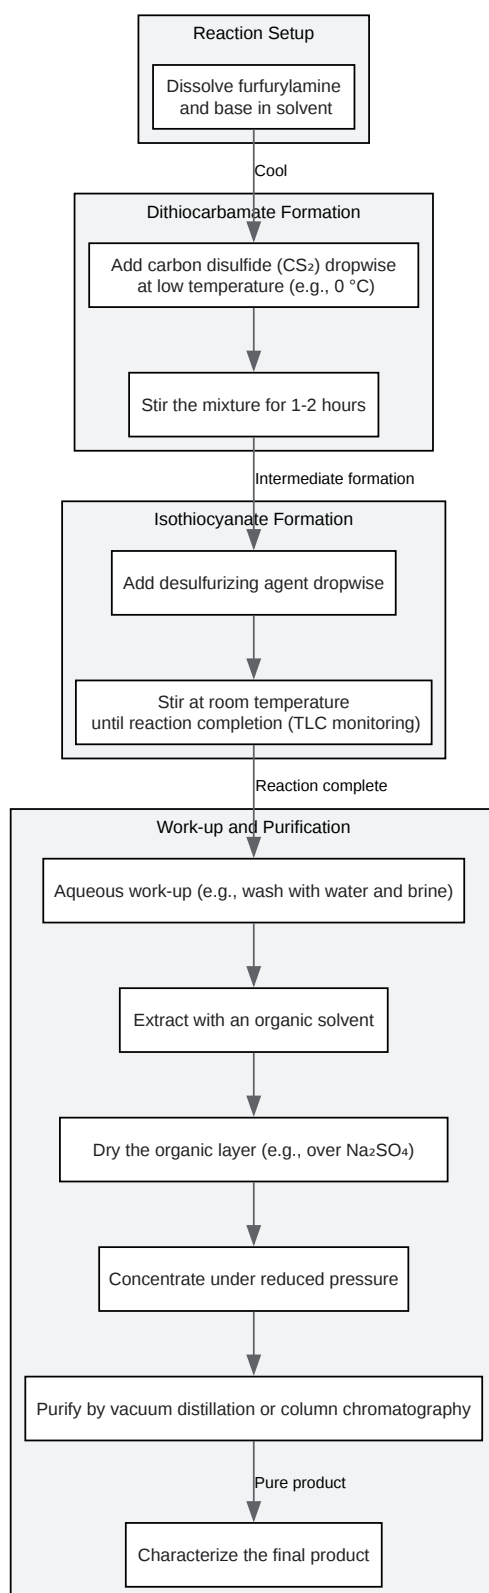 Reaction Setup
Dissolve furfurylamine
and base in solvent
Cool
Dithiocarbamate Formation
Add carbon disulfide (CS₂) dropwise
at low temperature (e.g., 0 °C)
Stir the mixture for 1-2 hours
Intermediate formation
Isothiocyanate Formation
Add desulfurizing agent dropwise
Stir at room temperature
until reaction completion (TLC monitoring)
Reaction complete
Work-up and Purification
Aqueous work-up (e.g., wash with water and brine)
Extract with an organic solvent
Dry the organic layer (e.g., over Na₂SO₄)
Concentrate under reduced pressure
Purify by vacuum distillation or column chromatography
Pure product
Characterize the final product